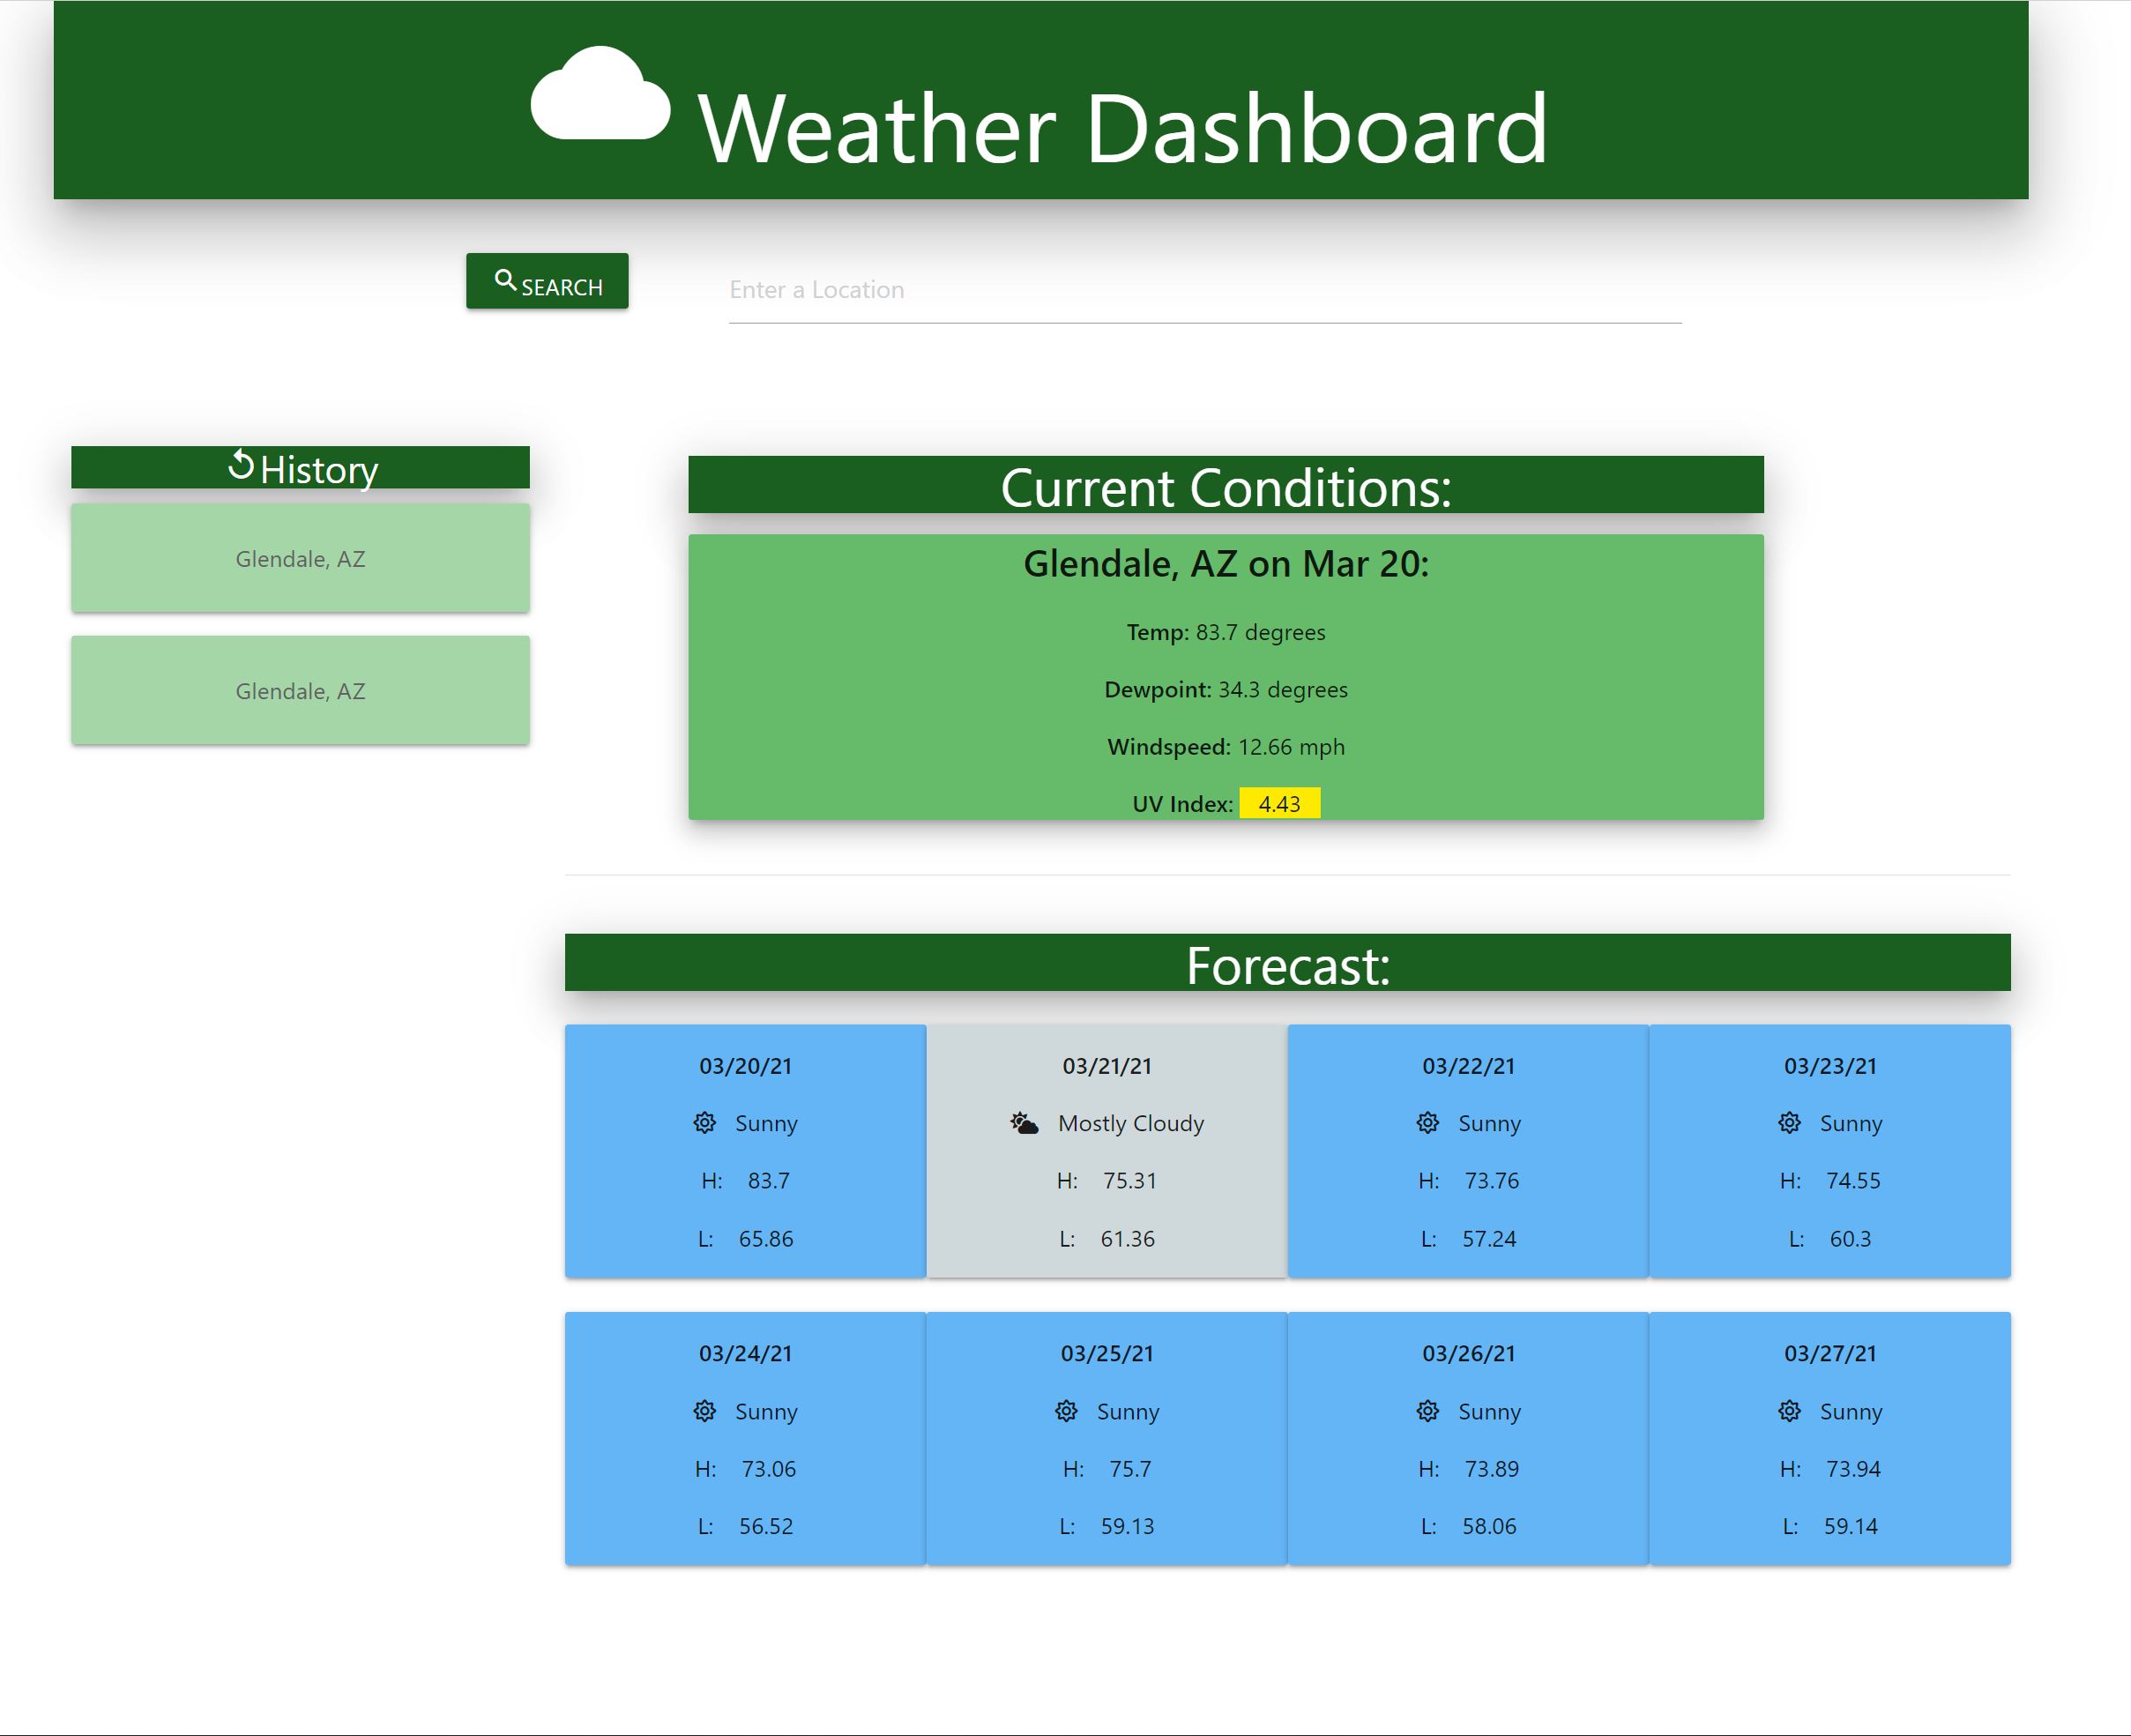 Weather Dashboard
SEARCH
Enter a Location
History
Glendale, AZ
Glendale, AZ
Current Conditions:
Glendale, AZ on Mar 20:
Temp: 83.7 degrees
Dewpoint: 34.3 degrees
Windspeed: 12.66 mph
UV Index: 4.43
Forecast:
03/20/21
Sunny
H: 83.7
L: 65.86
03/21/21
Mostly Cloudy
H: 75.31
L: 61.36
03/22/21
Sunny
H: 73.76
L: 57.24
03/23/21
Sunny
H: 74.55
L: 60.3
03/24/21
Sunny
H: 73.06
L: 56.52
03/25/21
Sunny
H: 75.7
L: 59.13
03/26/21
Sunny
H: 73.89
L: 58.06
03/27/21
Sunny
H: 73.94
L: 59.14